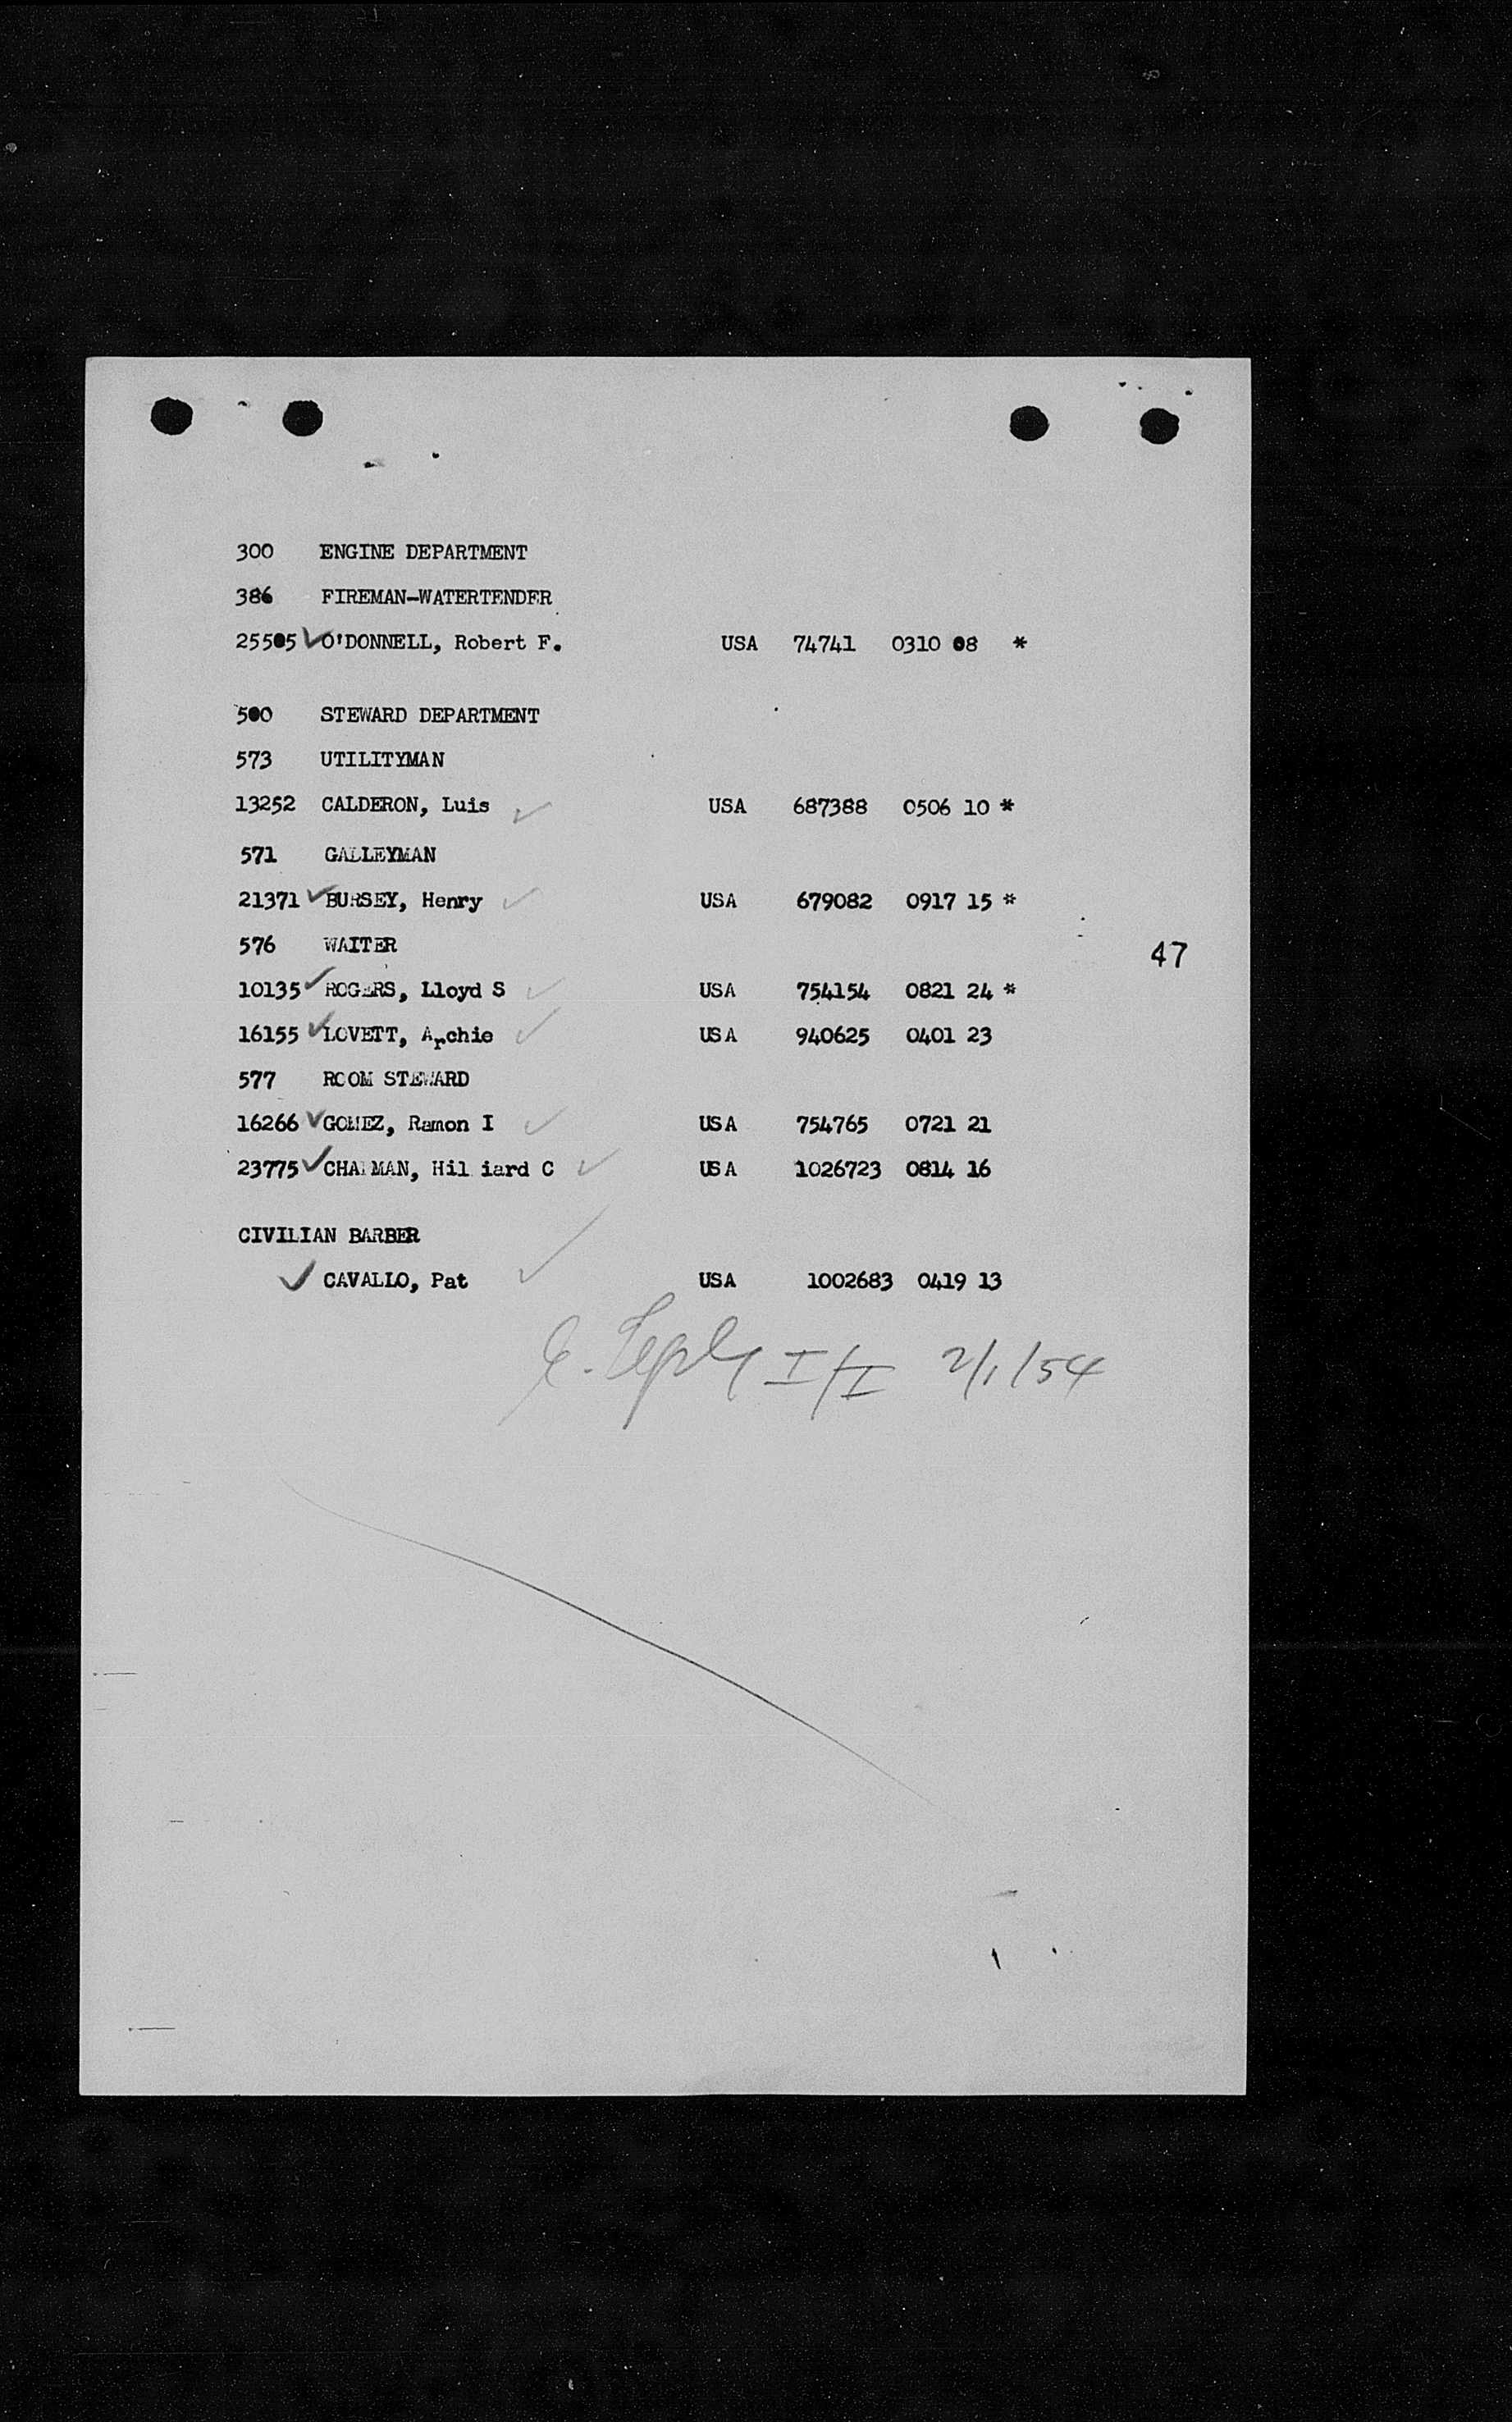 300 ENGINE DEPARTMENT
386 FIREMAN-WATERTENDER
25505 O'DONNELL, Robert F. USA 74741 0310 08 *
500 STEWARD DEPARTMENT
573 UTILITYMAN
13252 CALDERON, Luis USA 687388 0506 10 *
571 GALLEYMAN
21371 BURSEY, Henry USA 679082 0917 15 *
576 WAITER
47
10135 ROGERS, Lloyd S USA 754154 0821 24 *
16155 LOVETT, Archie USA 940625 0401 23
577 ROOM STEWARD
16266 GOMEZ, Ramon I USA 754765 0721 21
23775 CHAPMAN, Hil iard C USA 1026723 0814 16
CIVILIAN BARBER
CAVALLO, Pat USA 1002683 0419 13
I/I 2/1/54